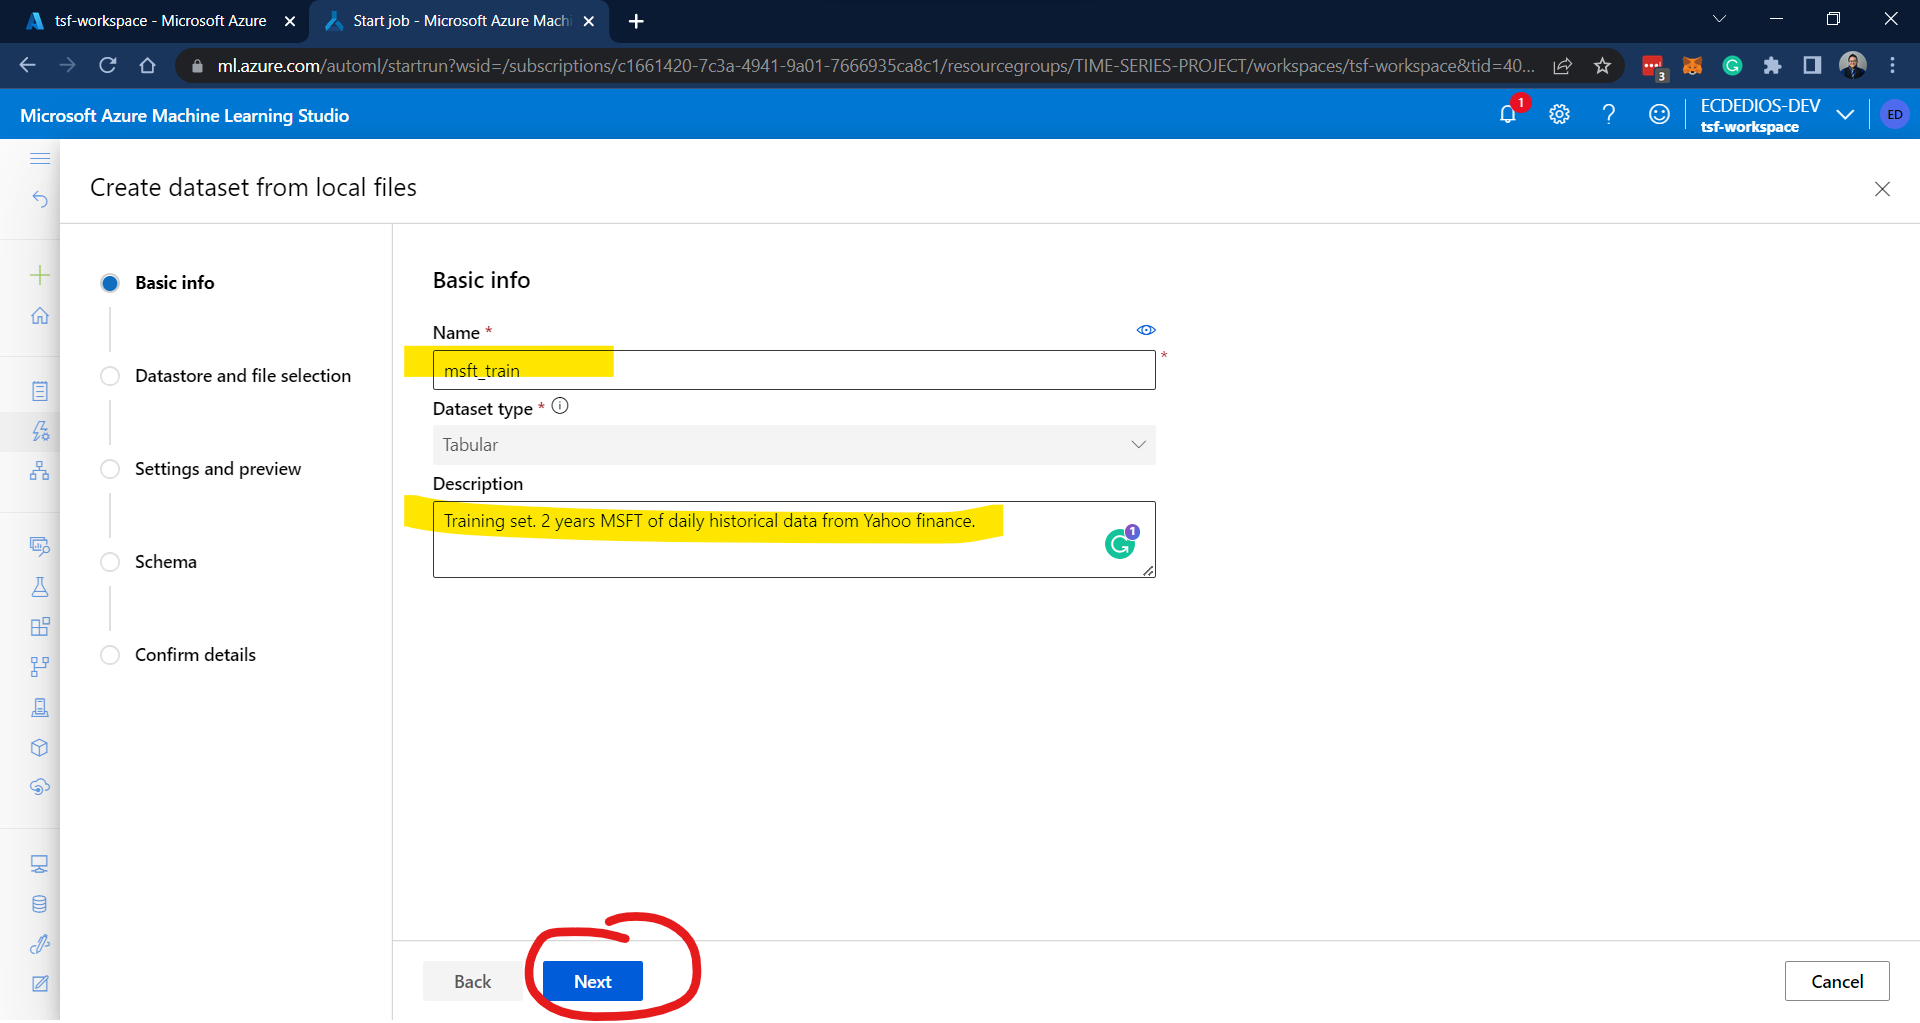 tsf-workspace - Microsoft Azure
Start job - Microsoft Azure Machi
ml.azure.com/automl/startrun?wsid=/subscriptions/c1661420-7c3a-4941-9a01-7666935ca8c1/resourcegroups/TIME-SERIES-PROJECT/workspaces/tsf-workspace&tid=40...
3
Microsoft Azure Machine Learning Studio
1
ECDEDIOS-DEV
tsf-workspace
ED
Create dataset from local files
Basic info
Datastore and file selection
Settings and preview
Schema
Confirm details
Basic info
Name *
msft_train
*
Dataset type *
Tabular
Description
Training set. 2 years MSFT of daily historical data from Yahoo finance.
1
Back
Next
Cancel